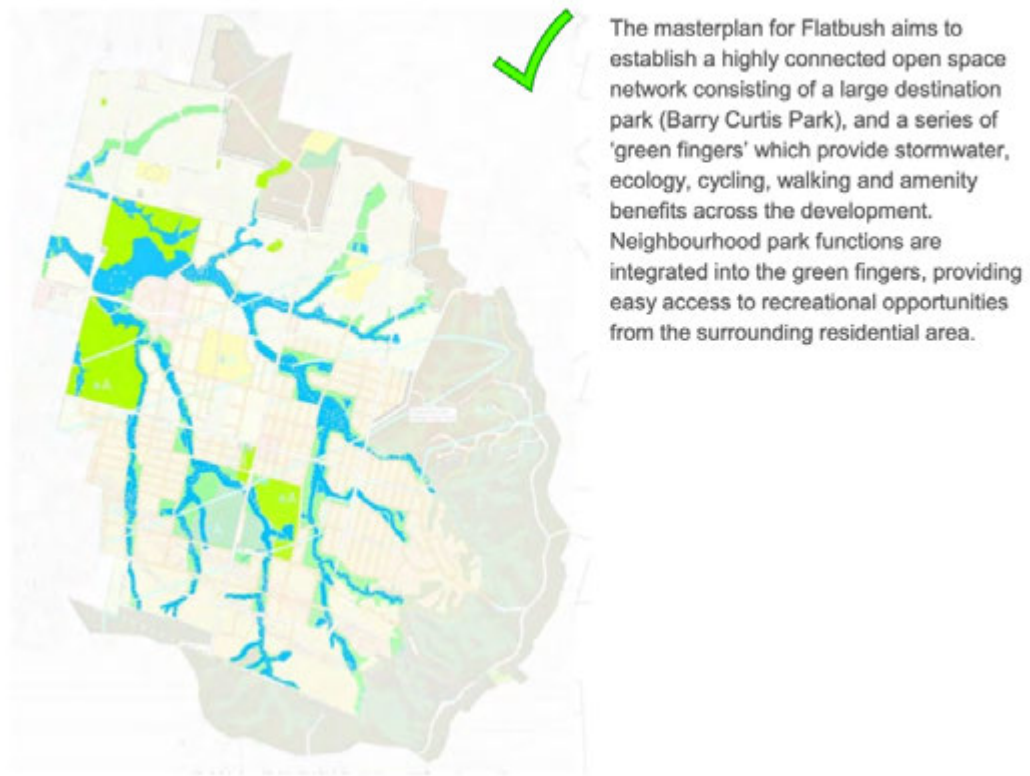 The masterplan for Flatbush aims to
establish a highly connected open space
network consisting of a large destination
park (Barry Curtis Park), and a series of
‘green fingers’ which provide stormwater,
ecology, cycling, walking and amenity
benefits across the development.
Neighbourhood park functions are
integrated into the green fingers, providing
easy access to recreational opportunities
from the surrounding residential area.